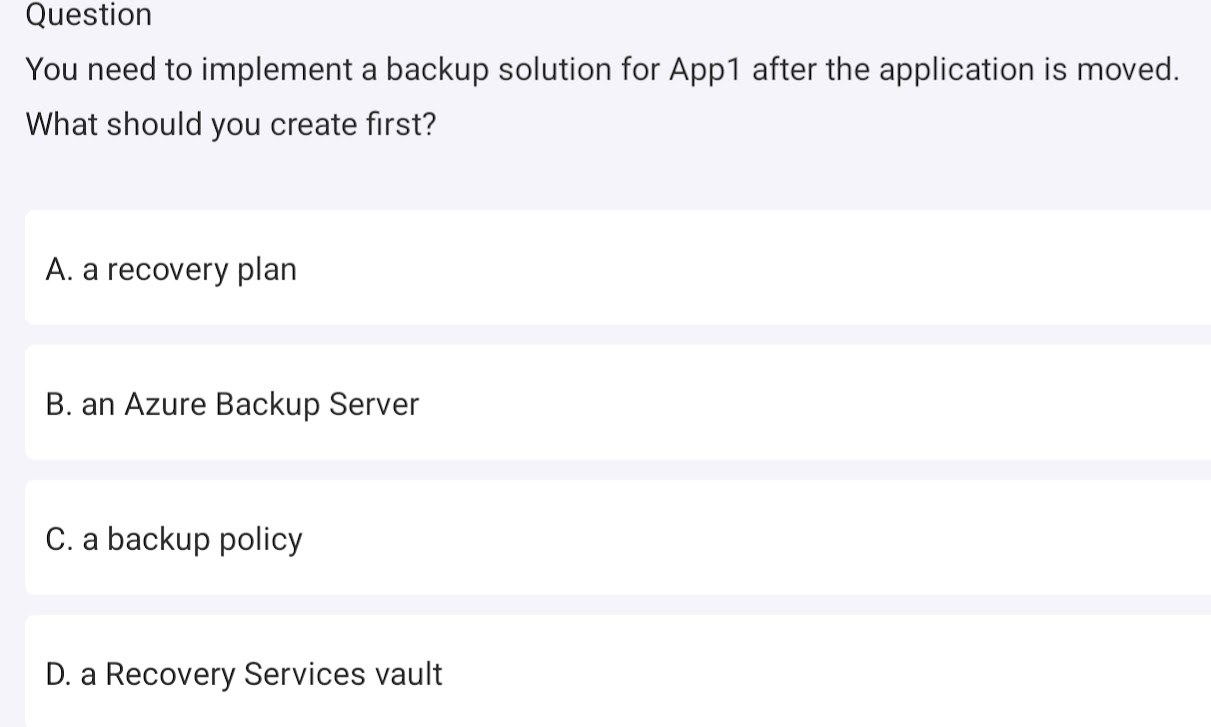 Question
You need to implement a backup solution for App1 after the application is moved.
What should you create first?
A. a recovery plan
B. an Azure Backup Server
C. a backup policy
D. a Recovery Services vault